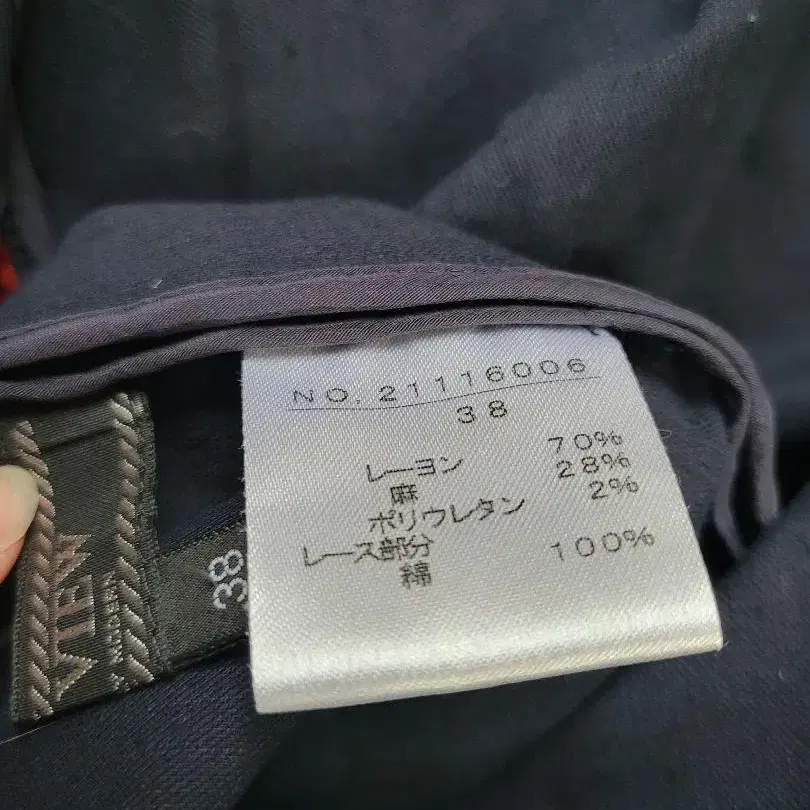 NO. 21116006
38
レーヨン 70%
麻 28%
ポリウレタン 2%
レース部分
綿 100%
VIEW
38